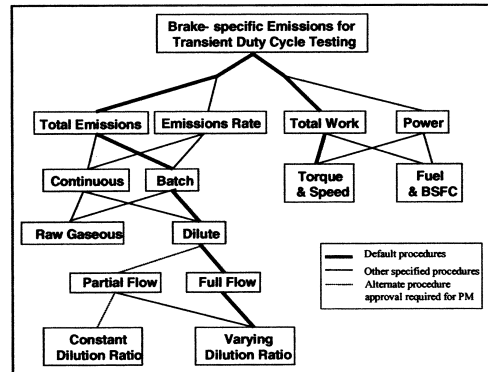 Brake- specific Emissions for
Transient Duty Cycle Testing
Total Emissions
Emissions Rate
Total Work
Power
Continuous
Batch
Torque
& Speed
Fuel
& BSFC
Raw Gaseous
Dilute
Default procedures
Other specified procedures
Alternate procedure
approval required for PM
Partial Flow
Full Flow
Constant
Dilution Ratio
Varying
Dilution Ratio